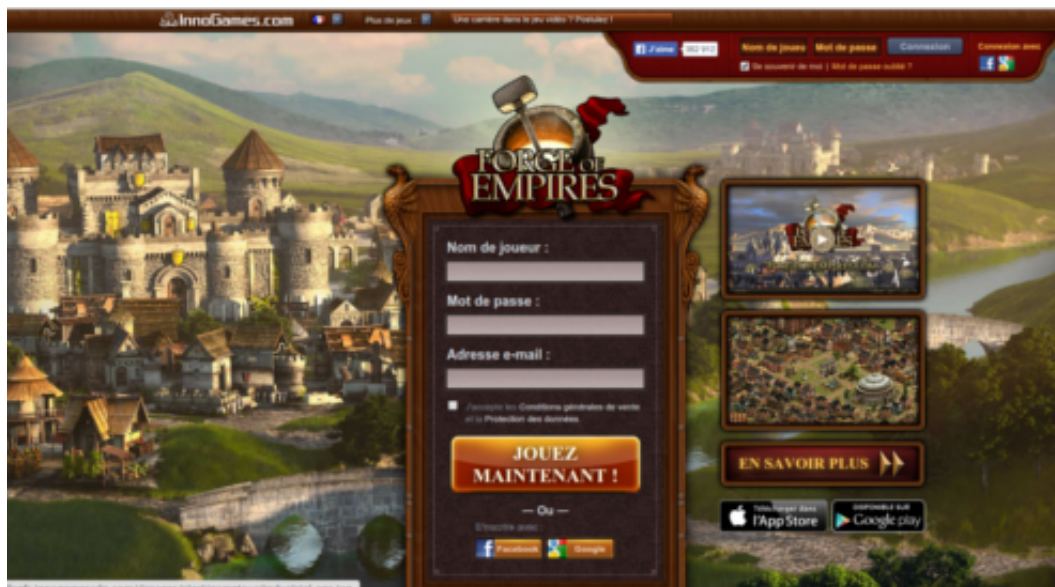 InnoGames.com
Plus de jeux :
Une carrière dans le jeu vidéo ? Postulez !
J'aime
Nom de joueu
Mot de passe
Connexion
Connexion avec
Se souvenir de moi | Mot de passe oublié ?
FORGE OF
EMPIRES
Nom de joueur :
Mot de passe :
Adresse e-mail :
J'accepte les Conditions générales de vente
et la Protection des données
JOUEZ
MAINTENANT !
— Ou —
S'inscrire avec :
Facebook
Google
EN SAVOIR PLUS
Télécharger dans
l'App Store
DISPONIBLE SUR
Google play